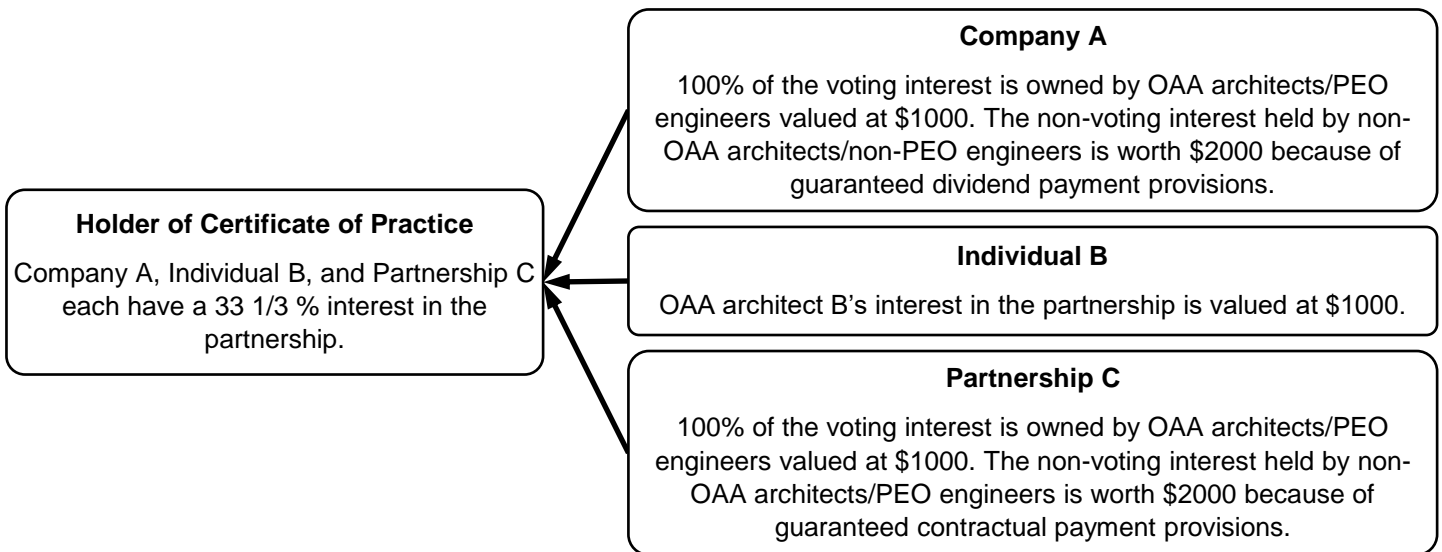 Holder of Certificate of Practice
Company A, Individual B, and Partnership C
each have a 33 1/3 % interest in the
partnership.
Company A
100% of the voting interest is owned by OAA architects/PEO
engineers valued at $1000. The non-voting interest held by non-
OAA architects/non-PEO engineers is worth $2000 because of
guaranteed dividend payment provisions.
Individual B
OAA architect B’s interest in the partnership is valued at $1000.
Partnership C
100% of the voting interest is owned by OAA architects/PEO
engineers valued at $1000. The non-voting interest held by non-
OAA architects/PEO engineers is worth $2000 because of
guaranteed contractual payment provisions.